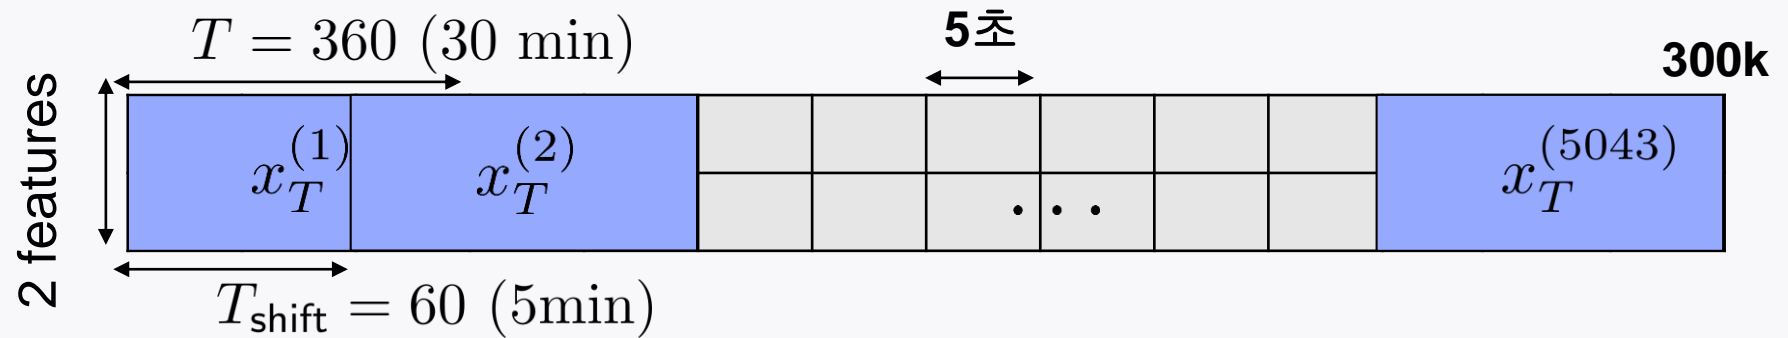 T = 360 (30 min)
5초
300k
2 features
x_T^{(1)}
x_T^{(2)}
...
x_T^{(5043)}
T_shift = 60 (5min)